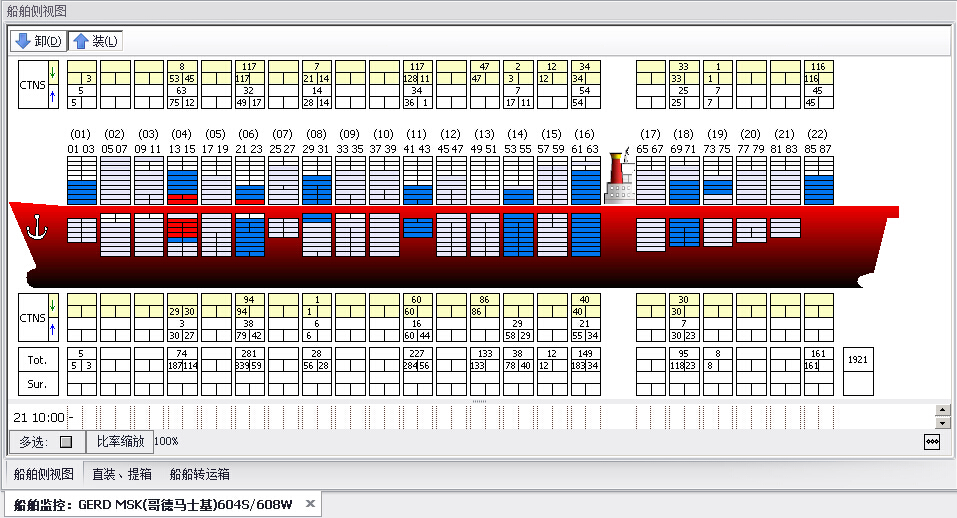 船舶侧视图
卸(D) 装(L)
8 117 7 117 34 33 116
CTNS 3 53 45 117 21 14 128 11 47 47 2 3 12 12 34 33 1 1 116
5 63 32 14 34 7 54 25 7 45
5 75 12 49 17 28 14 36 1 17 11 54 25 7 45
(01) (02) (03) (04) (05) (06) (07) (08) (09) (10) (11) (12) (13) (14) (15) (16) (17) (18) (19) (20) (21) (22)
01 03 05 07 09 11 13 15 17 19 21 23 25 27 29 31 33 35 37 39 41 43 45 47 49 51 53 55 57 59 61 63 65 67 69 71 73 75 77 79 81 83 85 87
94 1 60 86 40 30
CTNS 29 30 94 1 60 86 40 30
3 38 6 16 29 21 7
30 27 79 42 6 60 44 58 29 55 34 30 23
Tot. 5 74 281 28 227 133 38 12 149 95 8 161 1921
5 3 187 114 339 59 56 28 284 56 133 78 40 12 183 34 118 23 8 161
Sur.
21 10:00 -
多选: 比率缩放 100%
船舶侧视图 直装、提箱 船船转运箱
船舶监控: GERD MSK(哥德马士基)604S/608W